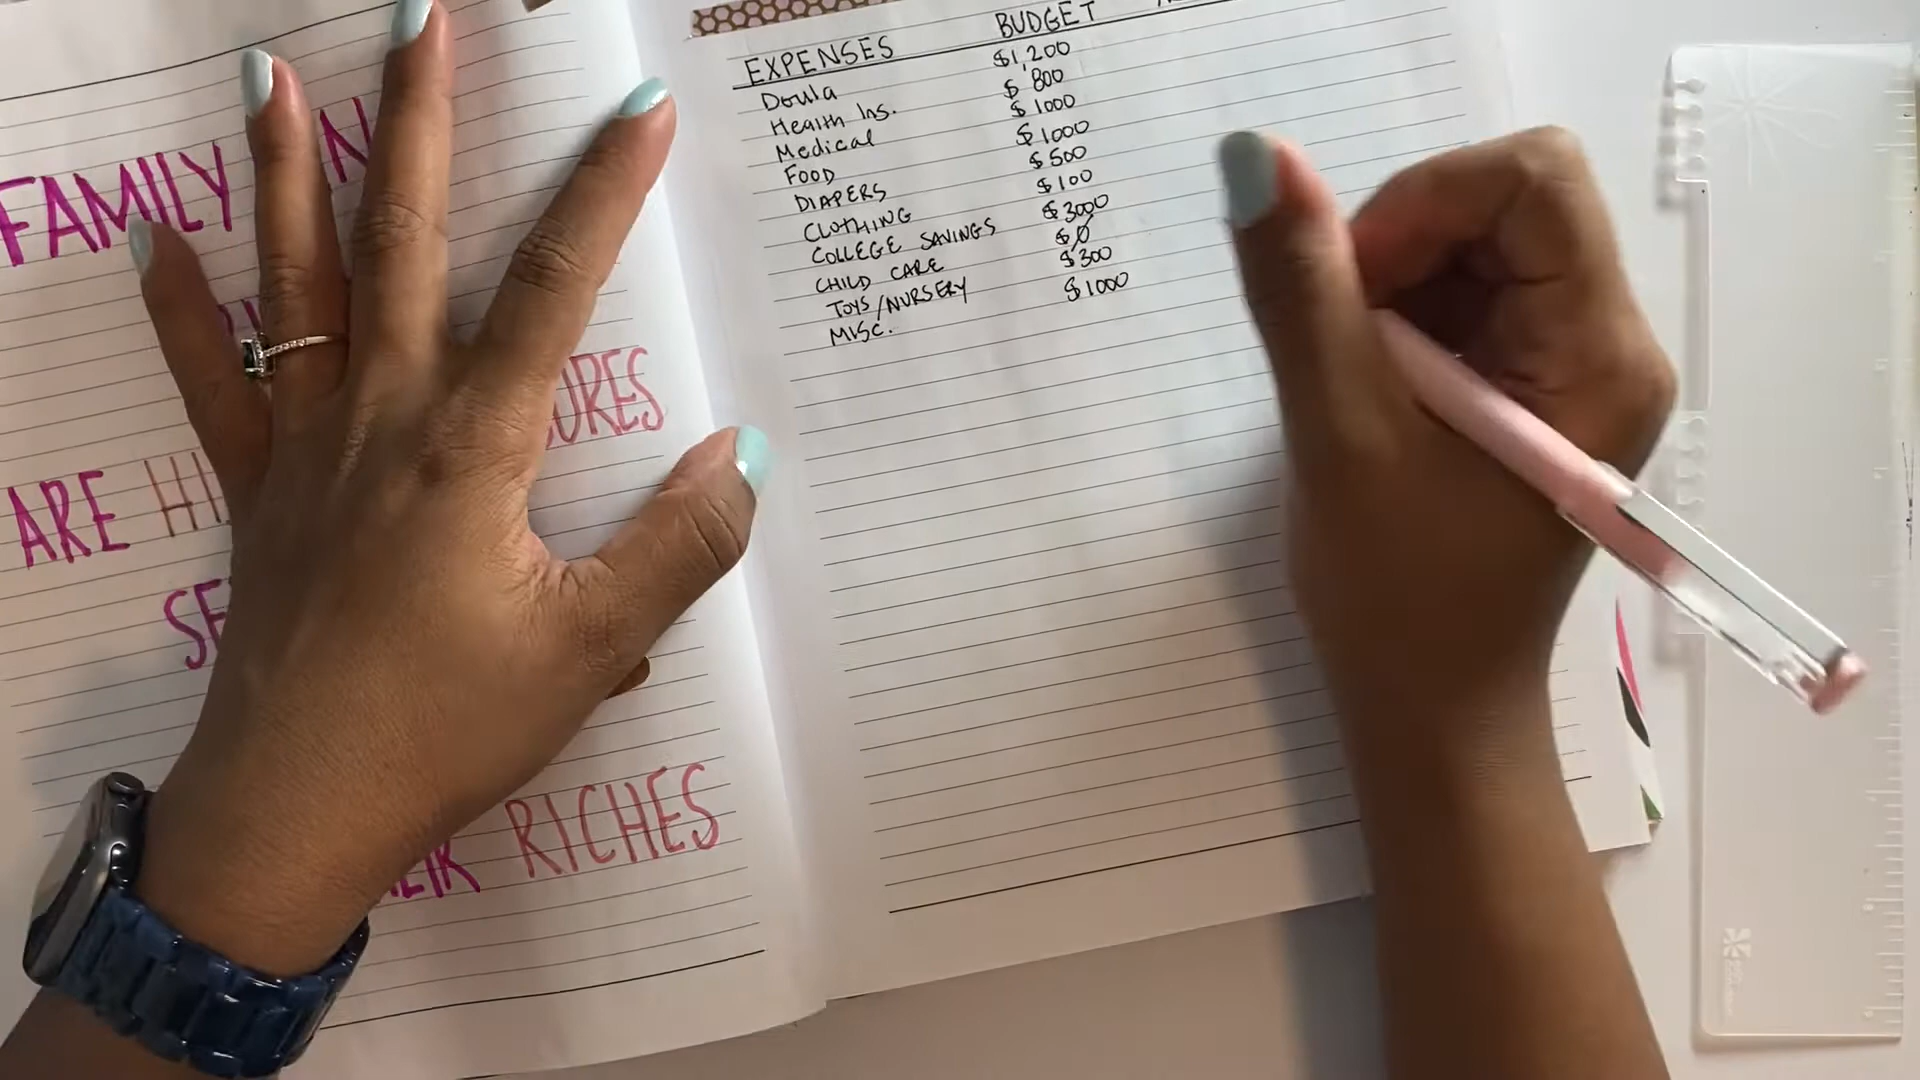 FAMILY
ARE
RICHES
EXPENSES BUDGET
Doula $1,200
Health Ins. $800
Medical $1000
FOOD $1000
DIAPERS $500
CLOTHING $100
COLLEGE SAVINGS $3000
CHILD CARE $0
TOYS/NURSERY $300
MISC. $1000